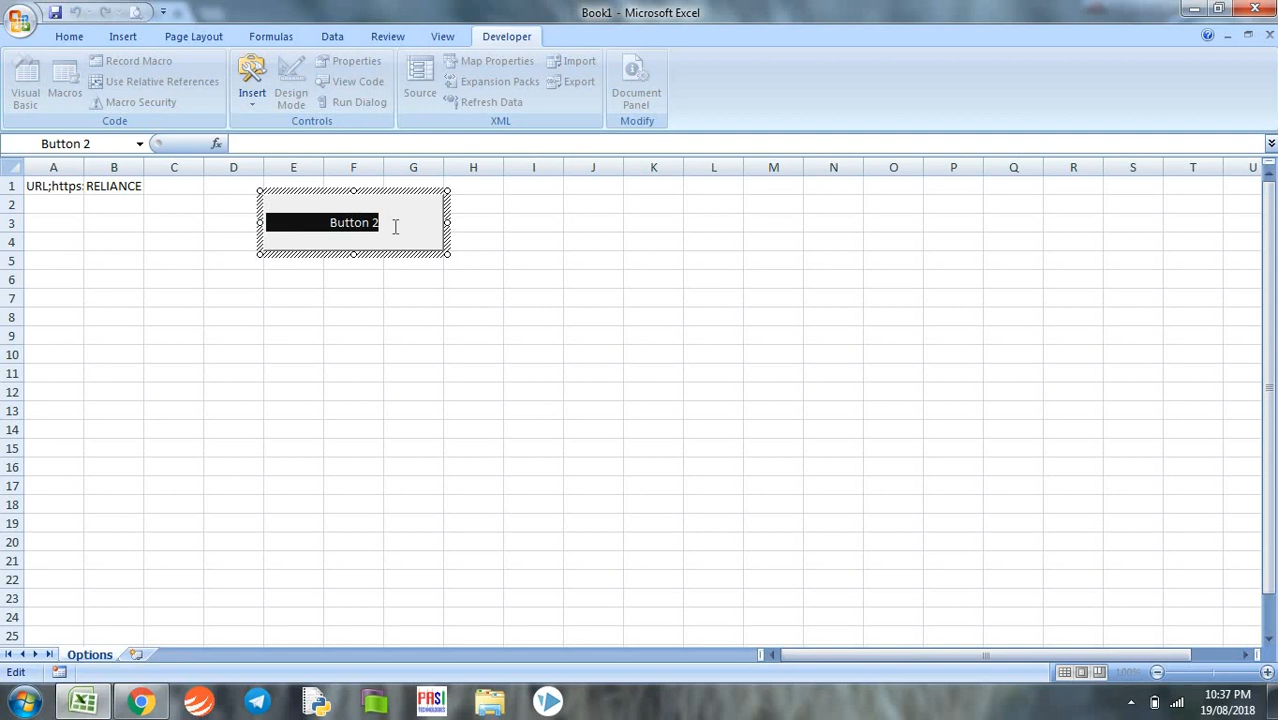 Book1 - Microsoft Excel
Home Insert Page Layout Formulas Data Review View Developer
Visual Basic
Macros
Record Macro
Use Relative References
Macro Security
Code
Insert
Design Mode
Properties
View Code
Run Dialog
Controls
Source
Map Properties
Expansion Packs
Refresh Data
Import
Export
XML
Document Panel
Modify
Button 2
fx
A B C D E F G H I J K L M N O P Q R S T U
1 URL;https: RELIANCE
2
3 Button 2
4
5
6
7
8
9
10
11
12
13
14
15
16
17
18
19
20
21
22
23
24
25
Options
Edit
100%
PRSI
TECHNOLOGIES
10:37 PM
19/08/2018